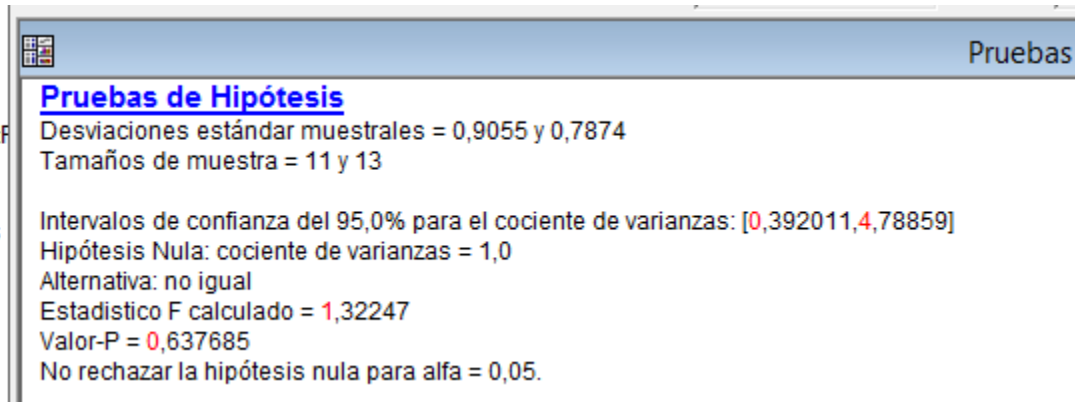 Pruebas
Pruebas de Hipótesis
Desviaciones estándar muestrales = 0,9055 y 0,7874
Tamaños de muestra = 11 y 13
Intervalos de confianza del 95,0% para el cociente de varianzas: [0,392011,4,78859]
Hipótesis Nula: cociente de varianzas = 1,0
Alternativa: no igual
Estadistico F calculado = 1,32247
Valor-P = 0,637685
No rechazar la hipótesis nula para alfa = 0,05.